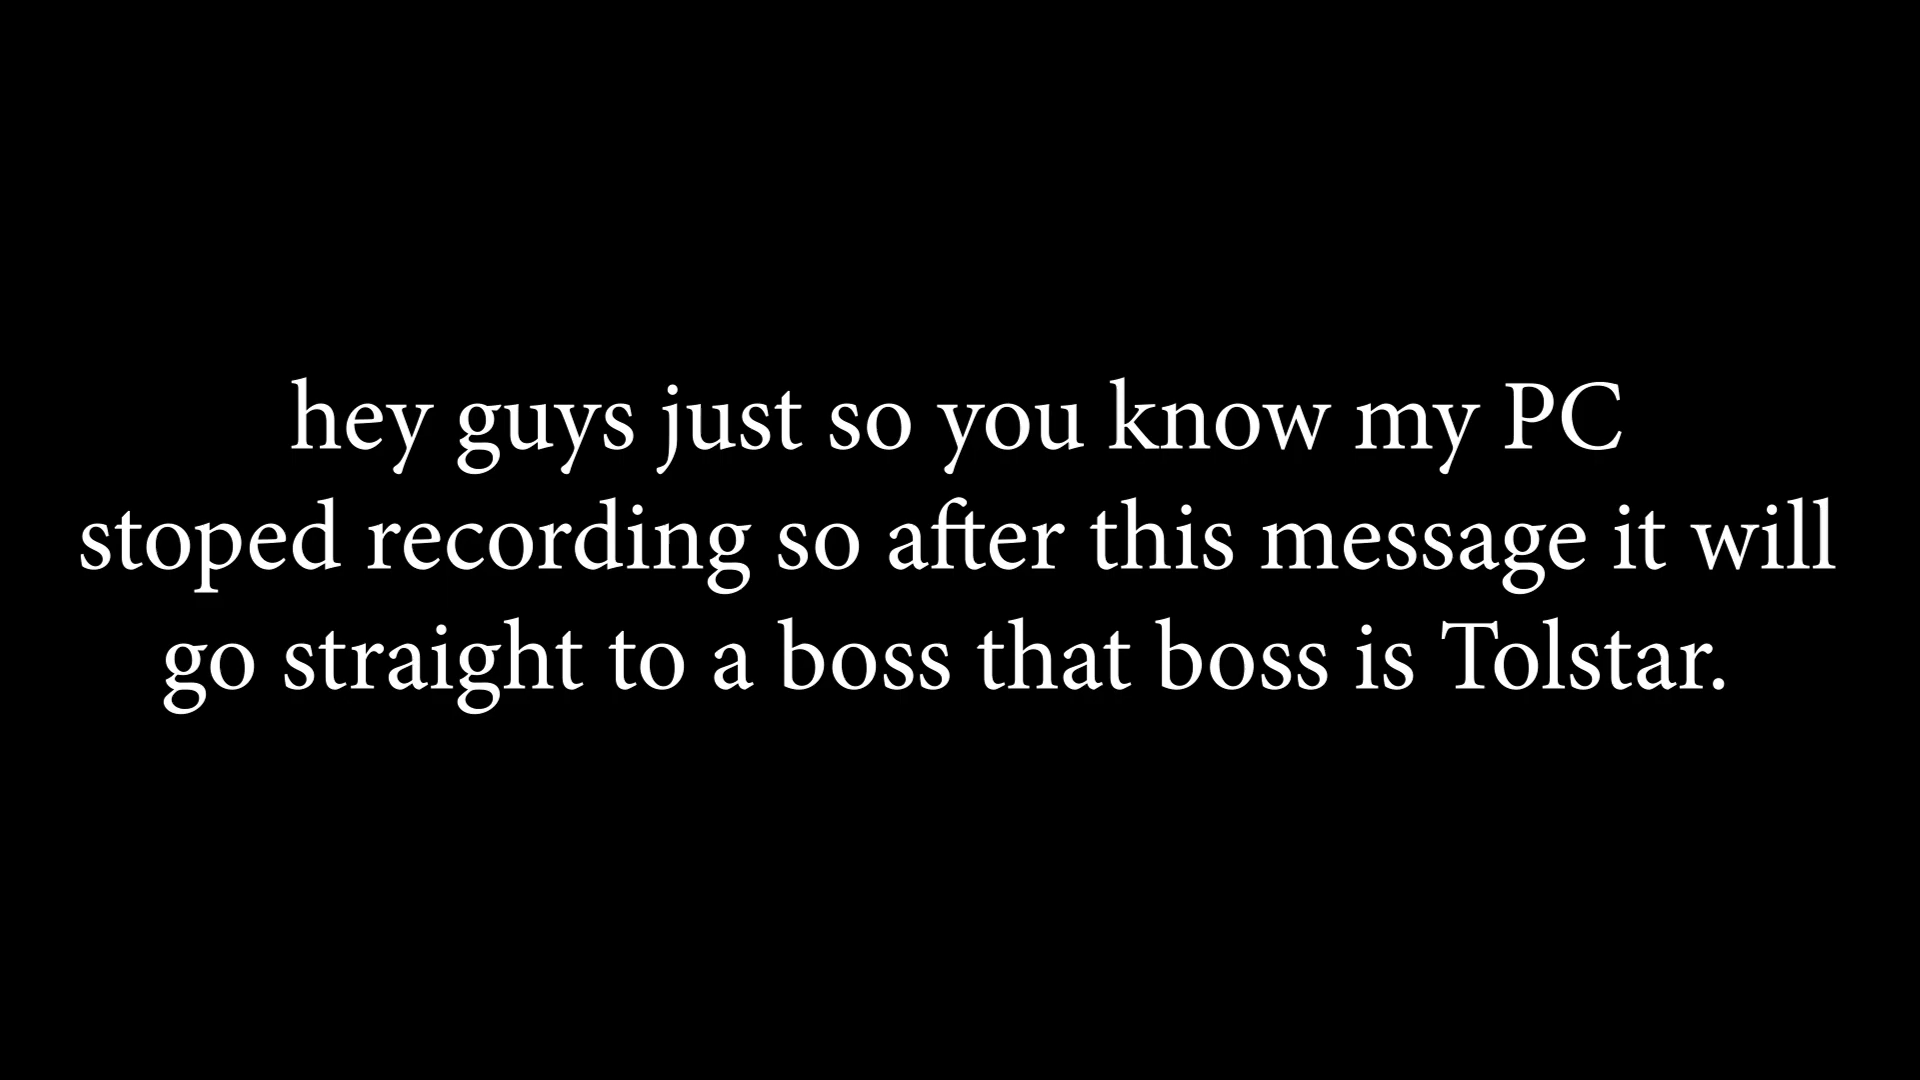 hey guys just so you know my PC
stoped recording so after this message it will
go straight to a boss that boss is Tolstar.